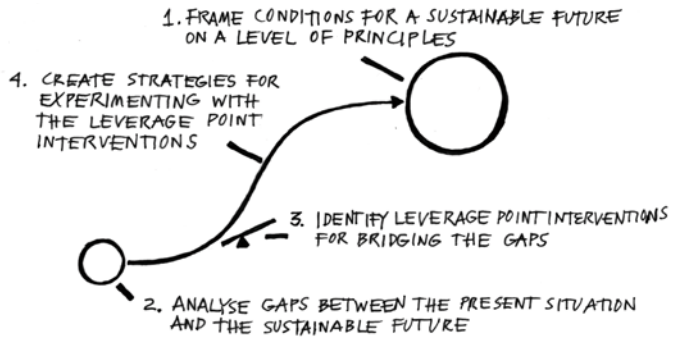 1. FRAME CONDITIONS FOR A SUSTAINABLE FUTURE
ON A LEVEL OF PRINCIPLES
4. CREATE STRATEGIES FOR
EXPERIMENTING WITH
THE LEVERAGE POINT
INTERVENTIONS
3. IDENTIFY LEVERAGE POINT INTERVENTIONS
FOR BRIDGING THE GAPS
2. ANALYSE GAPS BETWEEN THE PRESENT SITUATION
AND THE SUSTAINABLE FUTURE